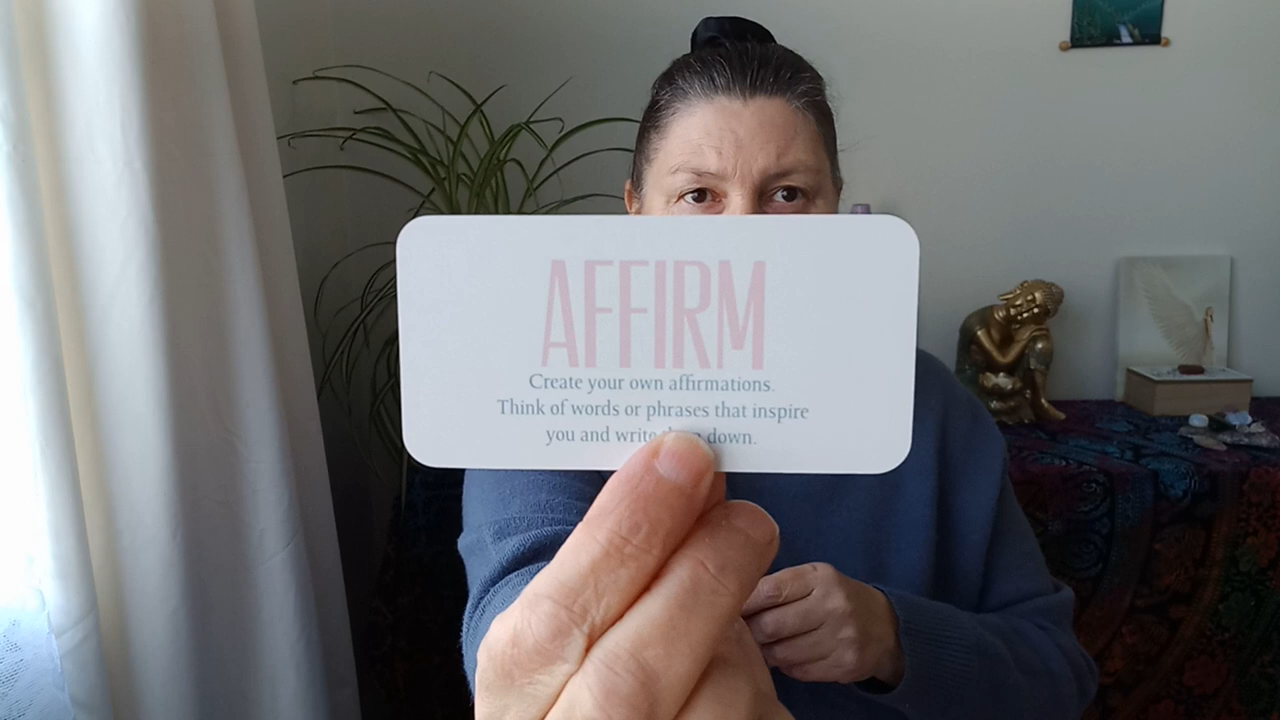 AFFIRM
Create your own affirmations.
Think of words or phrases that inspire
you and write down.